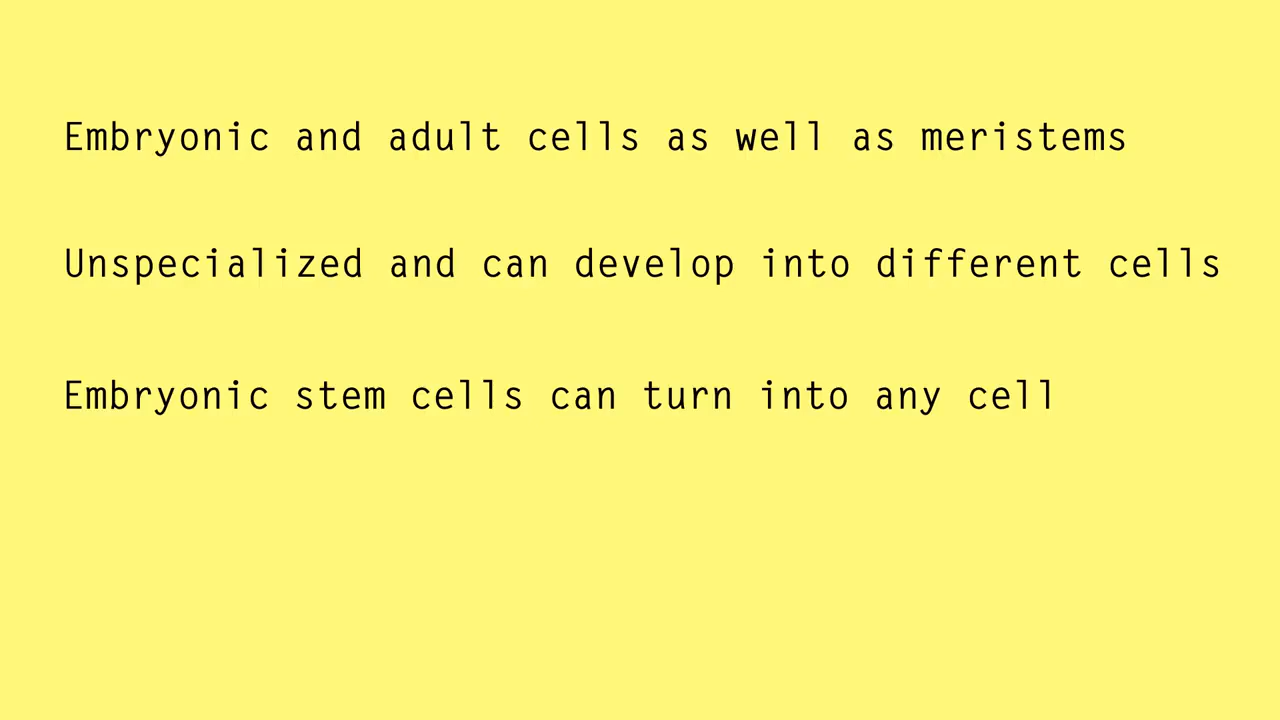 Embryonic and adult cells as well as meristems
Unspecialized and can develop into different cells
Embryonic stem cells can turn into any cell